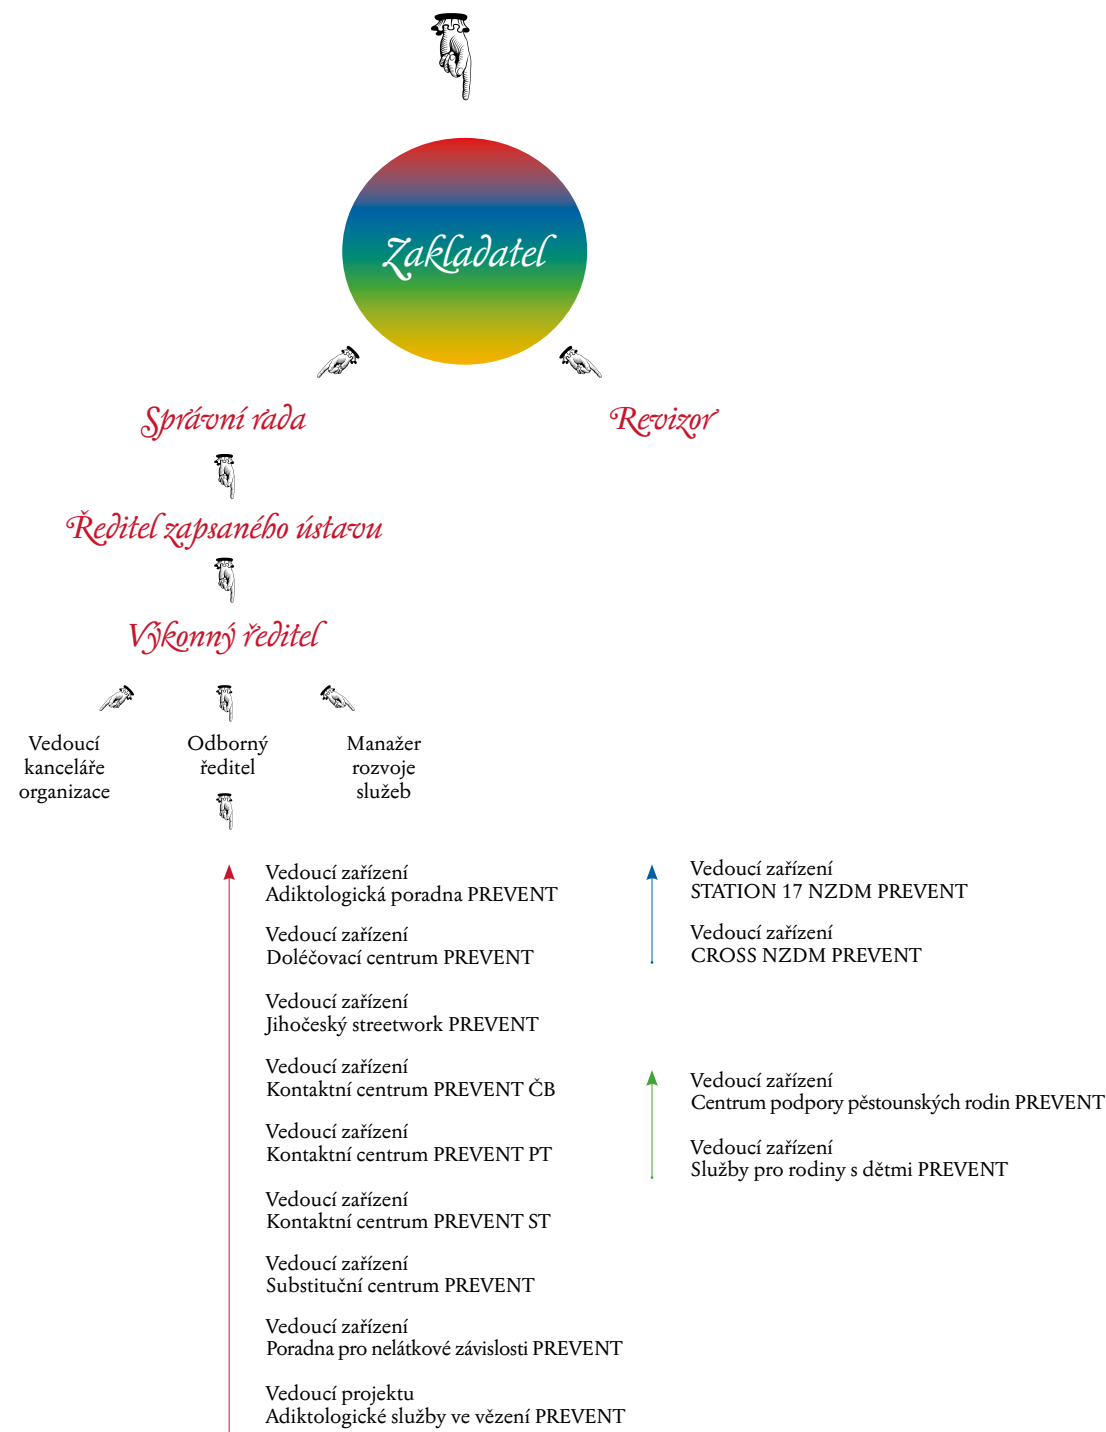 Zakladatel
Správní rada
Revizor
Ředitel zapsaného ústavu
Výkonný ředitel
Vedoucí
kanceláře
organizace
Odborný
ředitel
Manažer
rozvoje
služeb
Vedoucí zařízení
Adiktologická poradna PREVENT
Vedoucí zařízení
Doléčovací centrum PREVENT
Vedoucí zařízení
Jihočeský streetwork PREVENT
Vedoucí zařízení
Kontaktní centrum PREVENT ČB
Vedoucí zařízení
Kontaktní centrum PREVENT PT
Vedoucí zařízení
Kontaktní centrum PREVENT ST
Vedoucí zařízení
Substituční centrum PREVENT
Vedoucí zařízení
Poradna pro nelátkové závislosti PREVENT
Vedoucí projektu
Adiktologické služby ve vězení PREVENT
Vedoucí zařízení
STATION 17 NZDM PREVENT
Vedoucí zařízení
CROSS NZDM PREVENT
Vedoucí zařízení
Centrum podpory pěstounských rodin PREVENT
Vedoucí zařízení
Služby pro rodiny s dětmi PREVENT